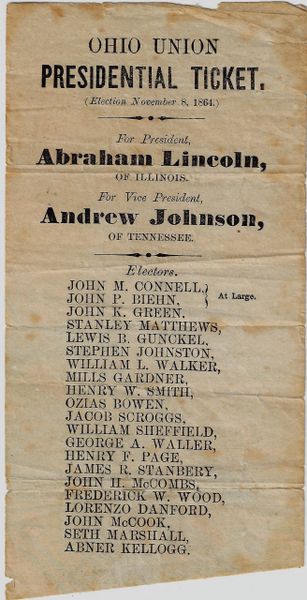 OHIO UNION
PRESIDENTIAL TICKET.
(Election November 8, 1864.)
For President,
Abraham Lincoln,
OF ILLINOIS.
For Vice President,
Andrew Johnson,
OF TENNESSEE.
Electors.
JOHN M. CONNELL,
JOHN P. BIEHN, } At Large.
JOHN K. GREEN.
STANLEY MATTHEWS,
LEWIS B. GUNCKEL,
STEPHEN JOHNSTON,
WILLIAM L. WALKER,
MILLS GARDNER,
HENRY W. SMITH,
OZIAS BOWEN,
JACOB SCROGGS,
WILLIAM SHEFFIELD,
GEORGE A. WALLER,
HENRY F. PAGE,
JAMES R. STANBERY,
JOHN H. McCOMBS,
FREDERICK W. WOOD,
LORENZO DANFORD,
JOHN McCOOK,
SETH MARSHALL,
ABNER KELLOGG.